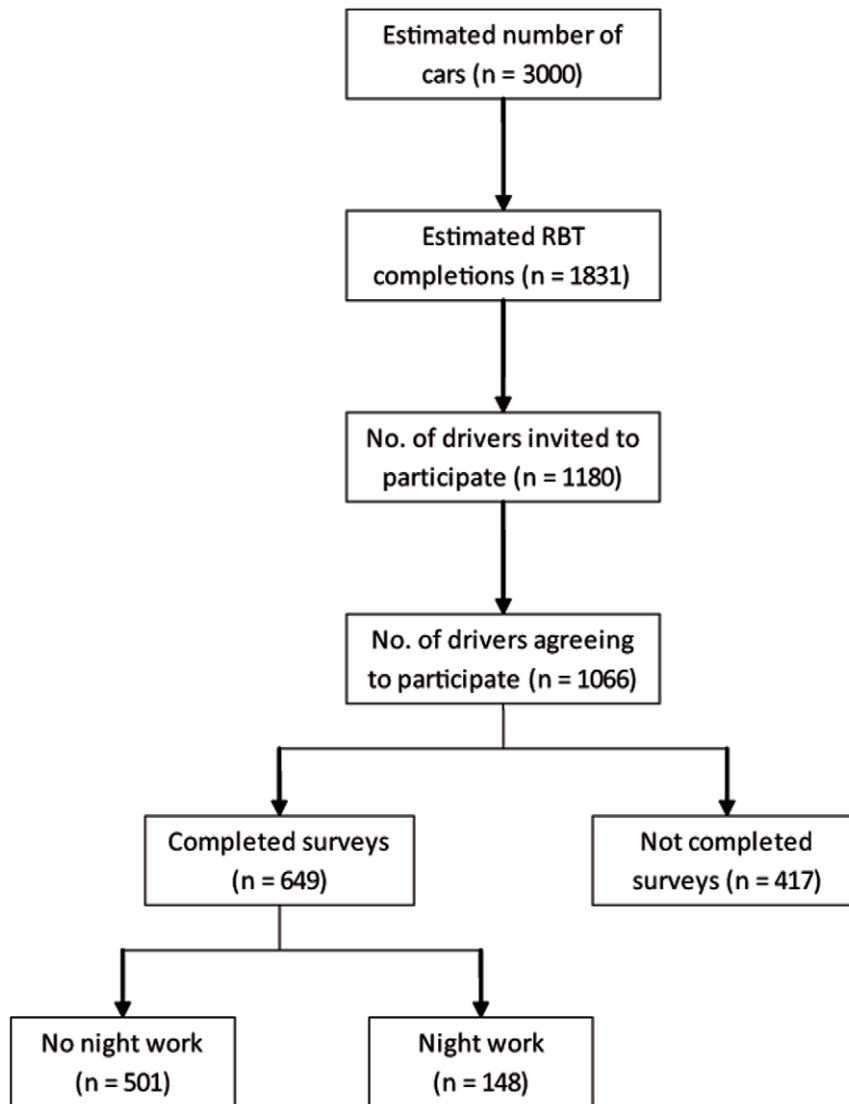 Estimated number of
cars (n = 3000)
Estimated RBT
completions (n = 1831)
No. of drivers invited to
participate (n = 1180)
No. of drivers agreeing
to participate (n = 1066)
Completed surveys
(n = 649)
Not completed
surveys (n = 417)
No night work
(n = 501)
Night work
(n = 148)